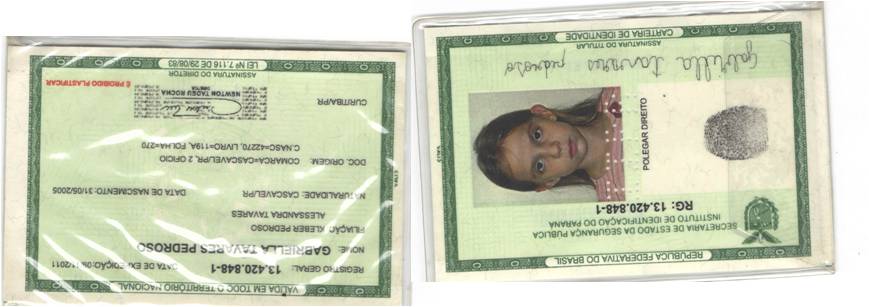 REPÚBLICA FEDERATIVA DO BRASIL
SECRETARIA DE ESTADO DA SEGURANÇA PÚBLICA
INSTITUTO DE IDENTIFICAÇÃO DO PARANÁ
RG: 13.420.848-1
POLEGAR DIREITO
Gabriella Tavares Pedroso
ASSINATURA DO TITULAR
CARTEIRA DE IDENTIDADE
VÁLIDA EM TODO O TERRITÓRIO NACIONAL
REGISTRO GERAL: 13.420.848-1 DATA DE EXPEDIÇÃO: /11/2011
NOME: GABRIELLA TAVARES PEDROSO
FILIAÇÃO: KLEBER PEDROSO
ALESSANDRA TAVARES
NATURALIDADE: CASCAVEL/PR DATA DE NASCIMENTO: 31/05/2005
DOC. ORIGEM: COMARCA=CASCAVEL/PR, 2 OFICIO
C.NASC=42270, LIVRO=119A, FOLHA=270
CURITIBA/PR
NEWTON TADEU ROCHA
DIRETOR
É PROIBIDO PLASTIFICAR
ASSINATURA DO DIRETOR
LEI Nº 7.116 DE 29/08/83